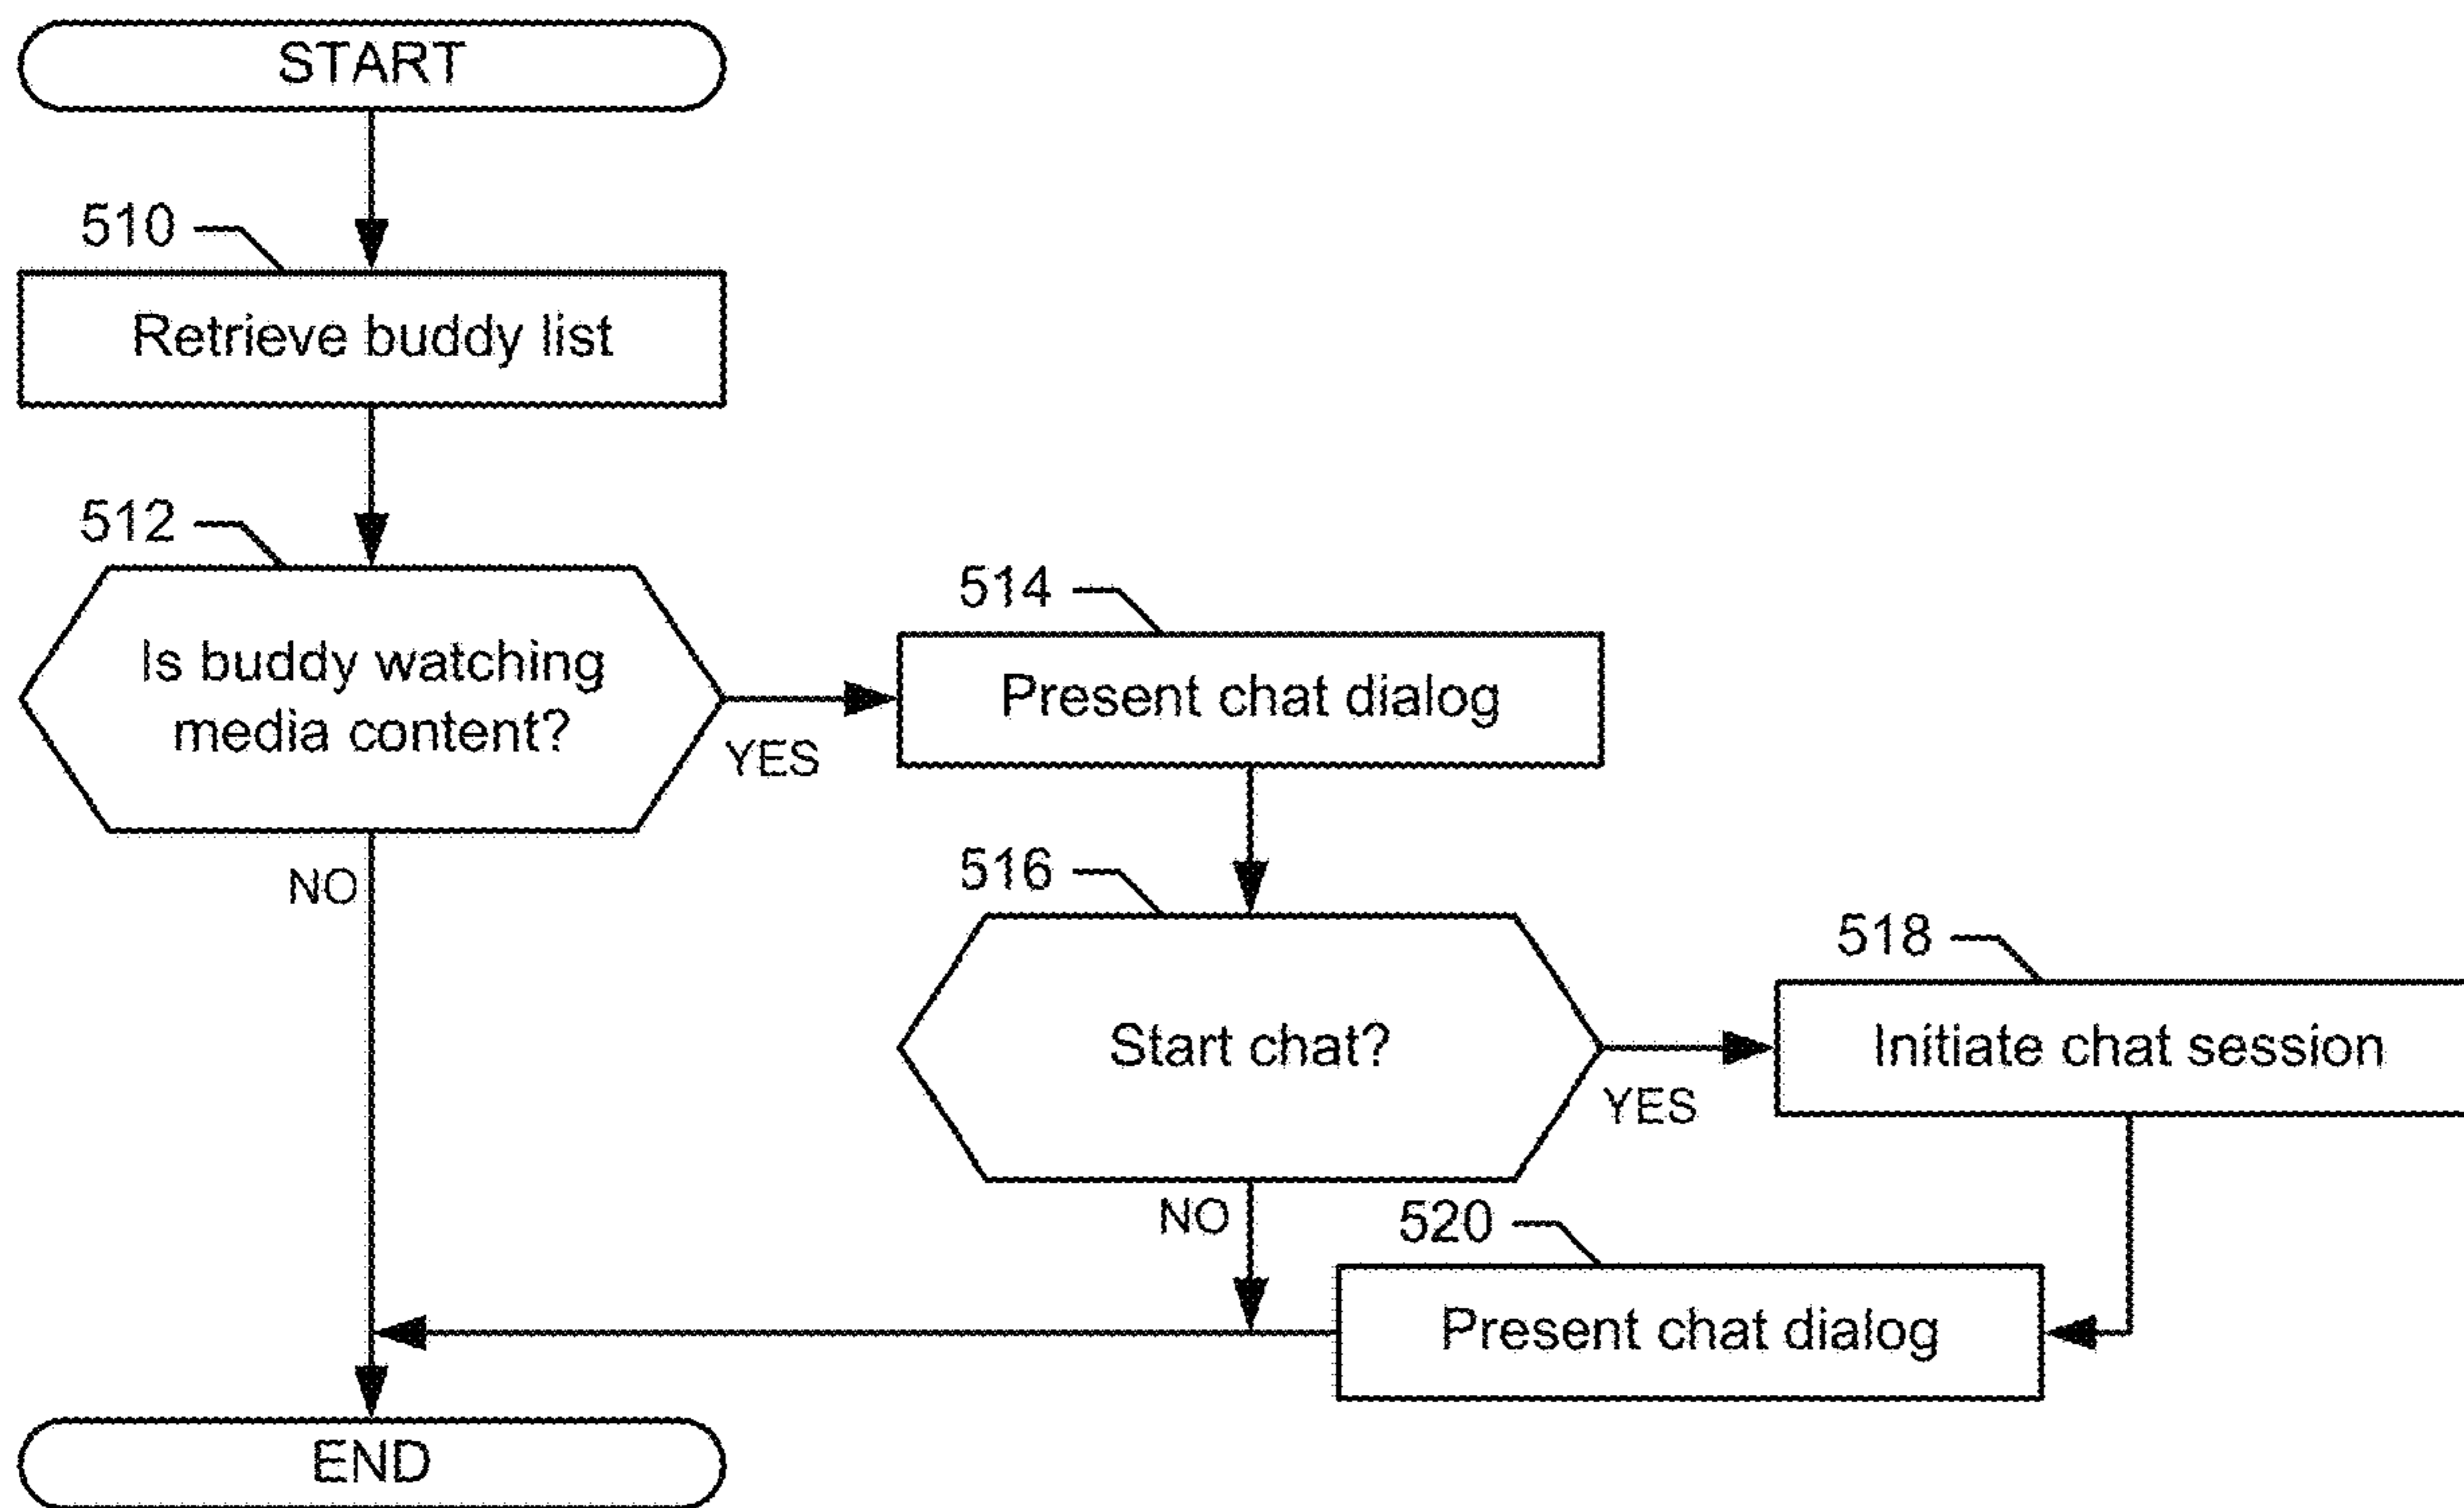 START
510
Retrieve buddy list
512
Is buddy watching
media content?
YES
NO
514
Present chat dialog
516
Start chat?
YES
NO
518
Initiate chat session
520
Present chat dialog
END